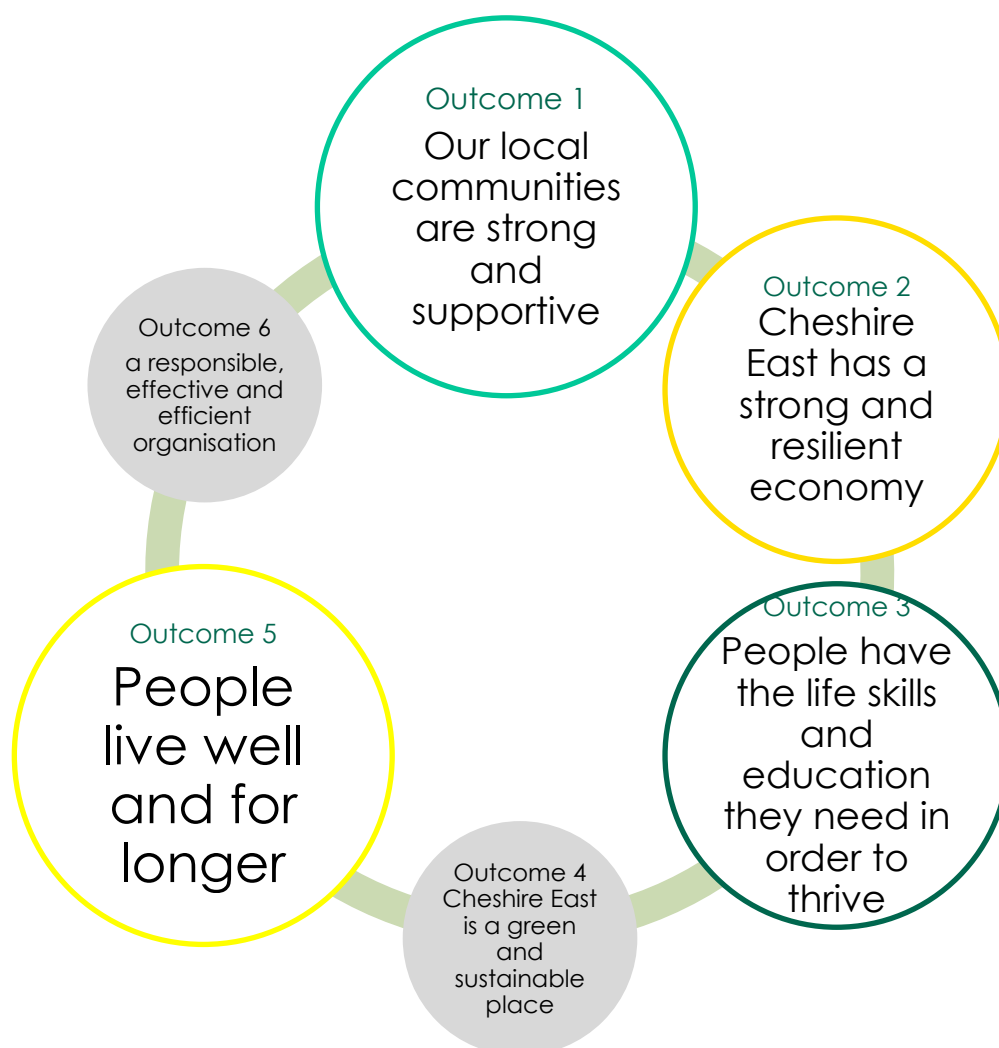 Outcome 1
Our local
communities
are strong
and
supportive
Outcome 2
Cheshire
East has a
strong and
resilient
economy
Outcome 3
People have
the life skills
and
education
they need in
order to
thrive
Outcome 4
Cheshire East
is a green
and
sustainable
place
Outcome 5
People
live well
and for
longer
Outcome 6
a responsible,
effective and
efficient
organisation